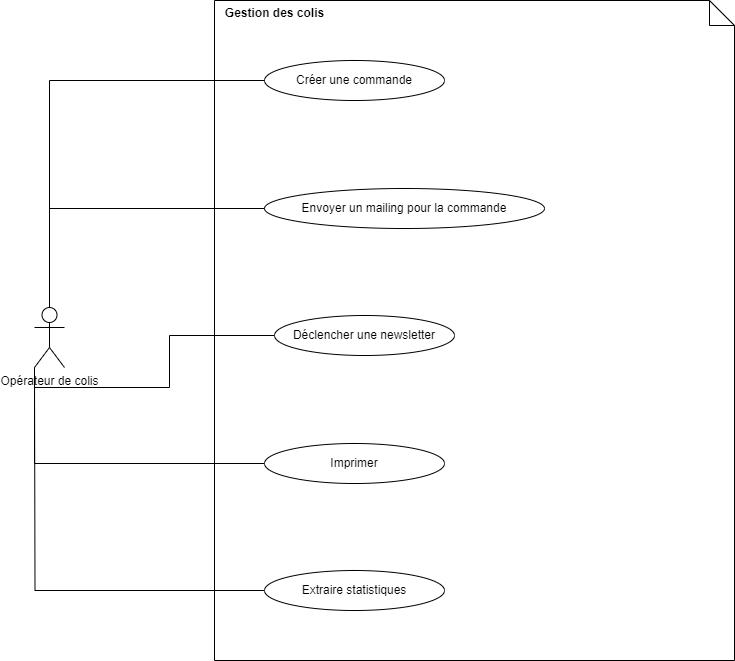 Gestion des colis
Créer une commande
Envoyer un mailing pour la commande
Déclencher une newsletter
Opérateur de colis
Imprimer
Extraire statistiques